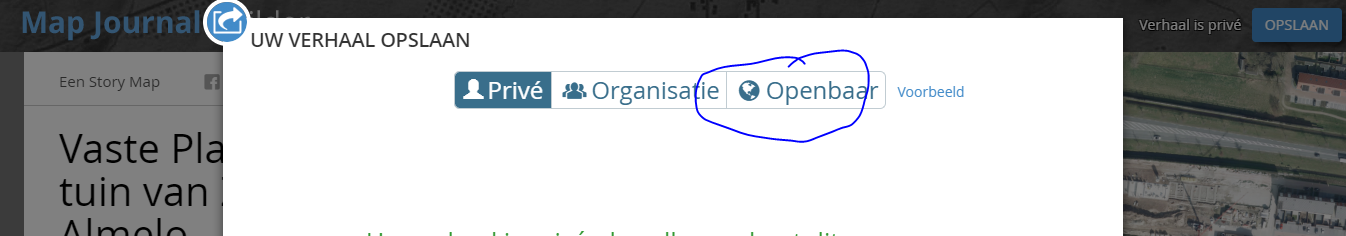 Map Journal
Verhaal is privé OPSLAAN
UW VERHAAL OPSLAAN
Een Story Map
Privé Organisatie Openbaar Voorbeeld
Vaste Pla
tuin van
Almelo